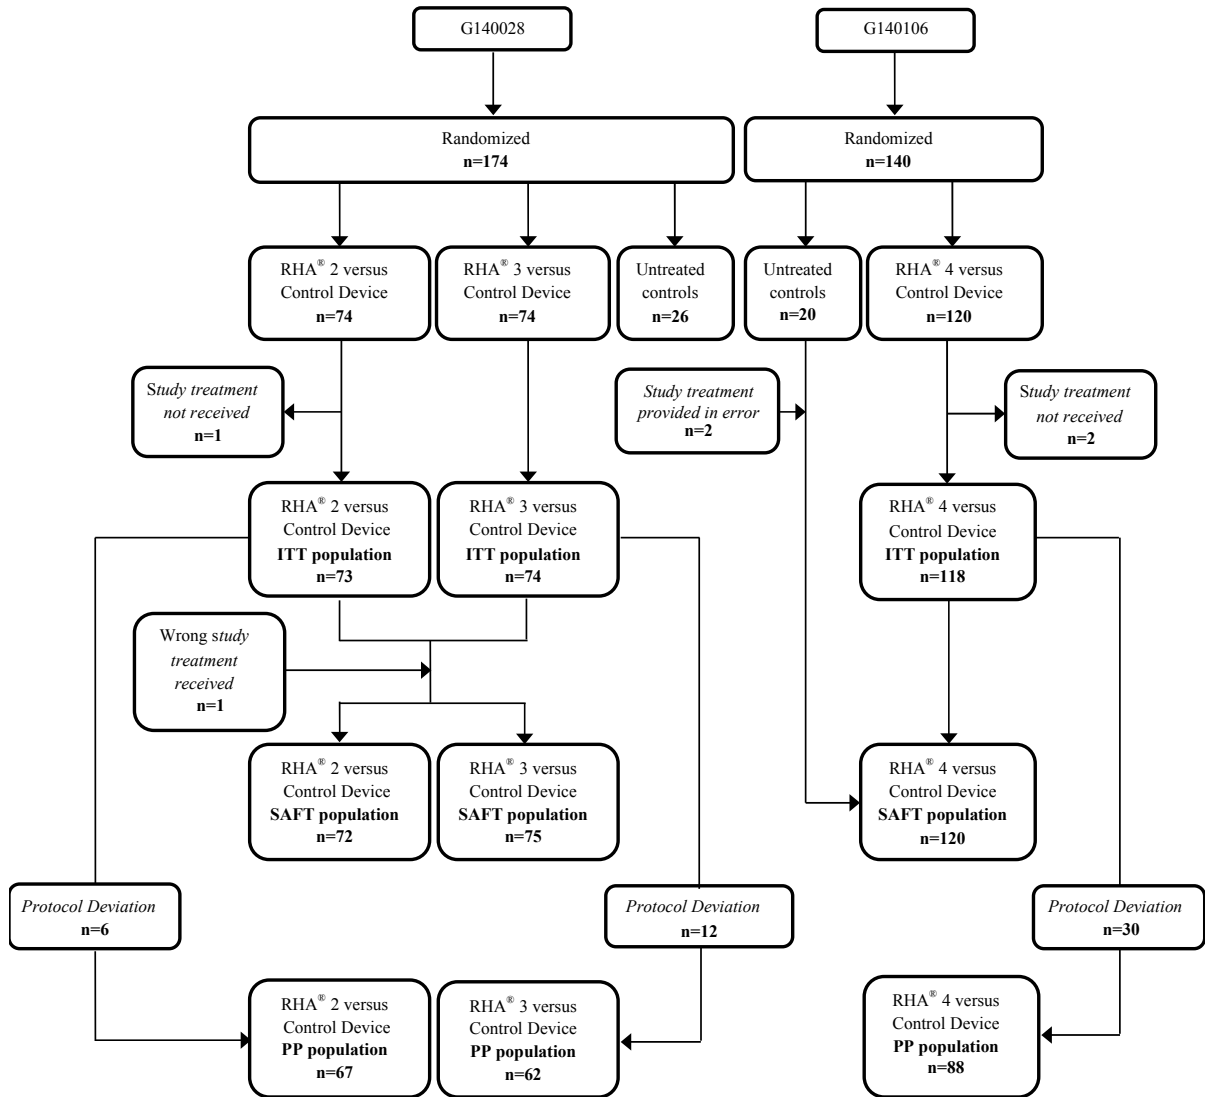 G140028
G140106
Randomized
n=174
Randomized
n=140
RHA® 2 versus
Control Device
n=74
RHA® 3 versus
Control Device
n=74
Untreated
controls
n=26
Untreated
controls
n=20
RHA® 4 versus
Control Device
n=120
Study treatment
not received
n=1
Study treatment
provided in error
n=2
Study treatment
not received
n=2
RHA® 2 versus
Control Device
ITT population
n=73
RHA® 3 versus
Control Device
ITT population
n=74
RHA® 4 versus
Control Device
ITT population
n=118
Wrong study
treatment
received
n=1
RHA® 2 versus
Control Device
SAFT population
n=72
RHA® 3 versus
Control Device
SAFT population
n=75
RHA® 4 versus
Control Device
SAFT population
n=120
Protocol Deviation
n=6
Protocol Deviation
n=12
Protocol Deviation
n=30
RHA® 2 versus
Control Device
PP population
n=67
RHA® 3 versus
Control Device
PP population
n=62
RHA® 4 versus
Control Device
PP population
n=88